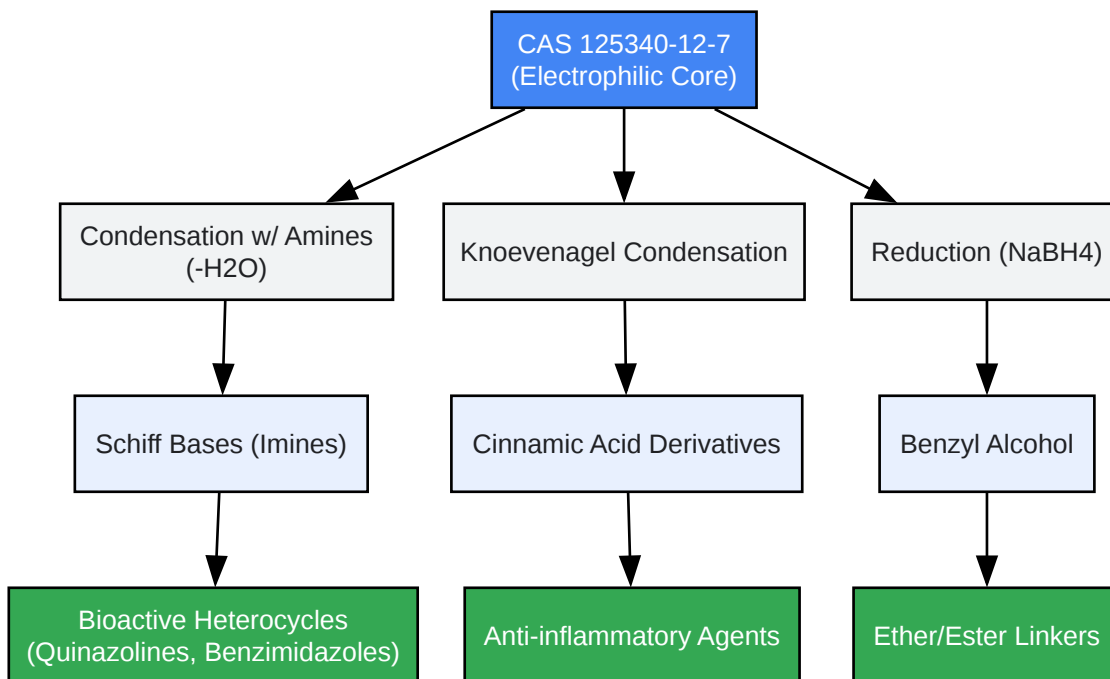 CAS 125340-12-7
(Electrophilic Core)
Condensation w/ Amines
(-H2O)
Knoevenagel Condensation
Reduction (NaBH4)
Schiff Bases (Imines)
Cinnamic Acid Derivatives
Benzyl Alcohol
Bioactive Heterocycles
(Quinazolines, Benzimidazoles)
Anti-inflammatory Agents
Ether/Ester Linkers